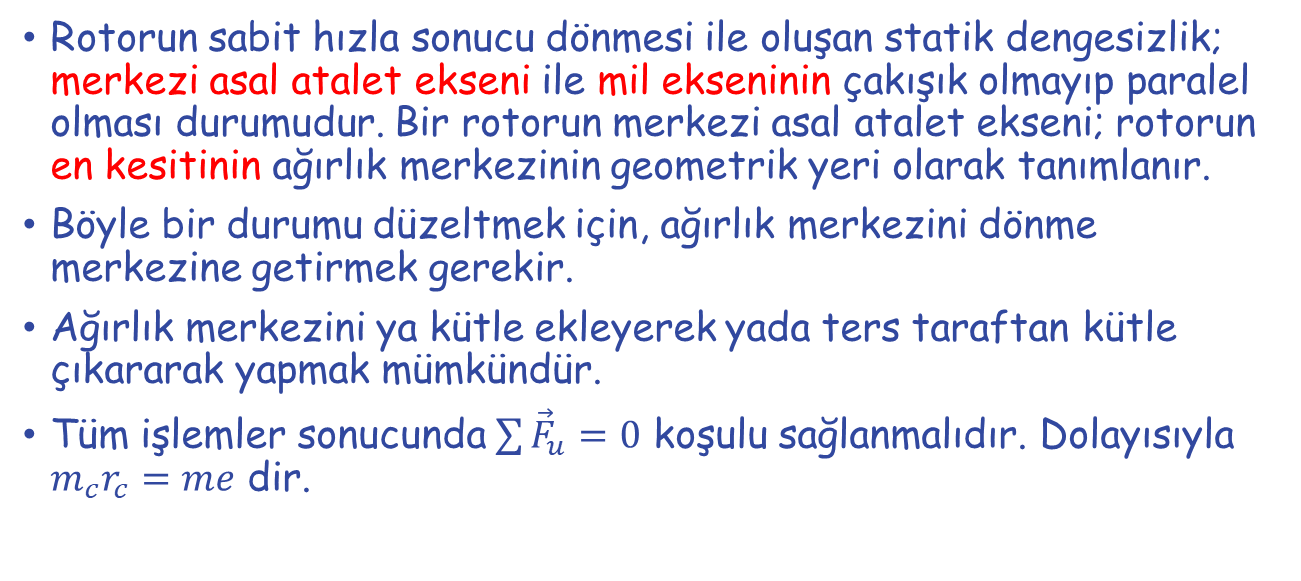 • Rotorun sabit hızla sonucu dönmesi ile oluşan statik dengesizlik;
merkezi asal atalet ekseni ile mil ekseninin çakışık olmayıp paralel
olması durumudur. Bir rotorun merkezi asal atalet ekseni; rotorun
en kesitinin ağırlık merkezinin geometrik yeri olarak tanımlanır.
• Böyle bir durumu düzeltmek için, ağırlık merkezini dönme
merkezine getirmek gerekir.
• Ağırlık merkezini ya kütle ekleyerek yada ters taraftan kütle
çıkararak yapmak mümkündür.
• Tüm işlemler sonucunda ∑ F⃗ᵤ = 0 koşulu sağlanmalıdır. Dolayısıyla
m_c r_c = me dir.